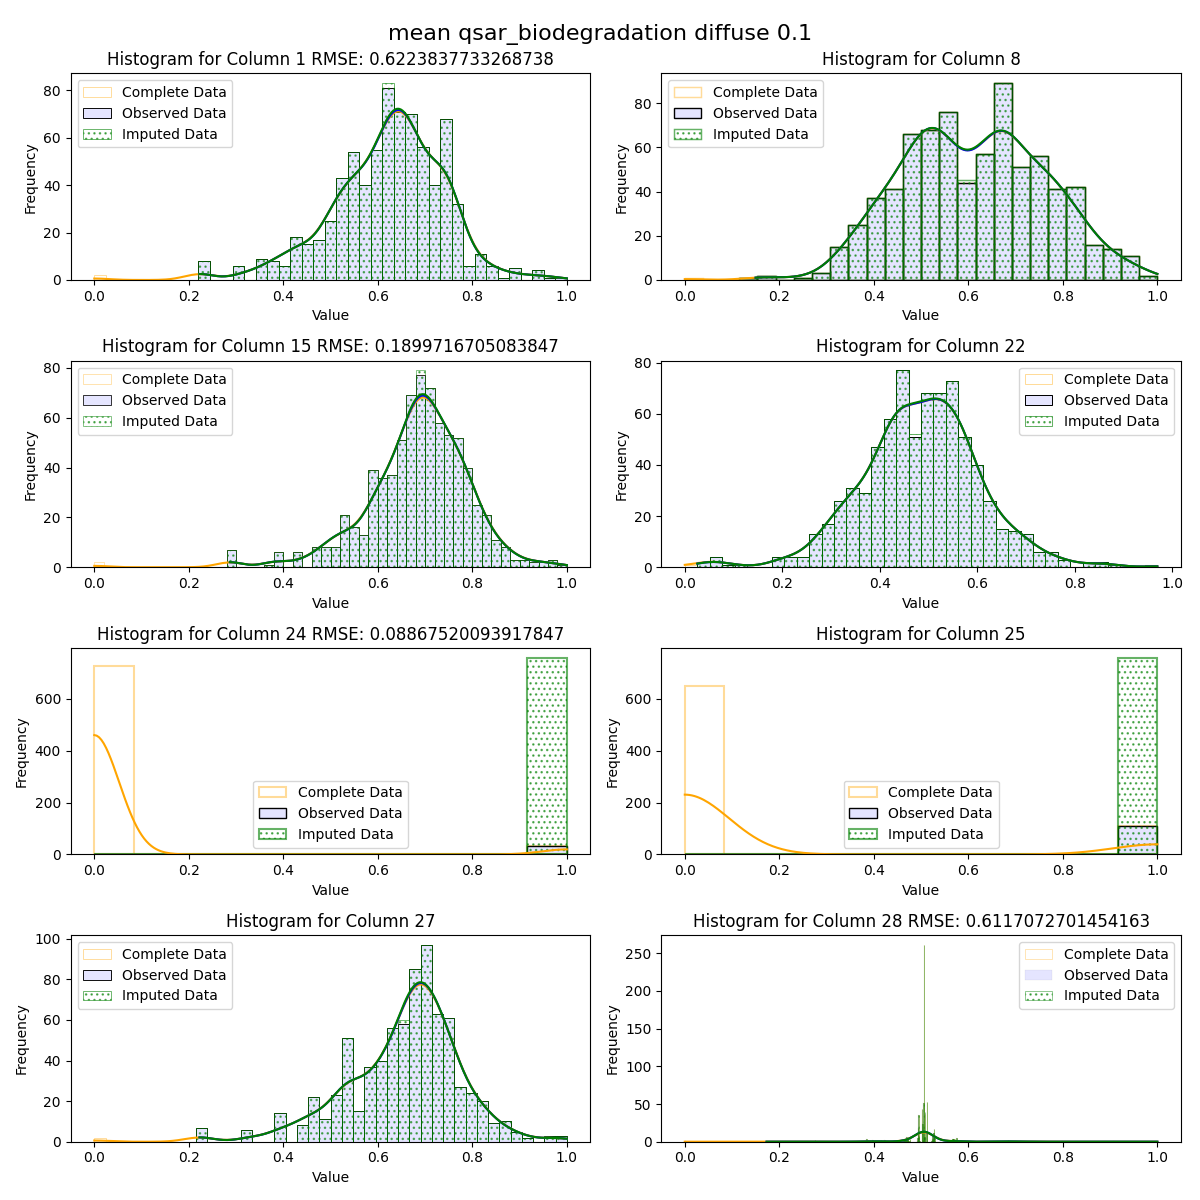 mean qsar_biodegradation diffuse 0.1
Histogram for Column 1 RMSE: 0.6223837733268738
80
60
40
20
0
Frequency
Complete Data
Observed Data
Imputed Data
0.0 0.2 0.4 0.6 0.8 1.0
Value
Histogram for Column 8
80
60
40
20
0
Frequency
Complete Data
Observed Data
Imputed Data
0.0 0.2 0.4 0.6 0.8 1.0
Value
Histogram for Column 15 RMSE: 0.1899716705083847
80
60
40
20
0
Frequency
Complete Data
Observed Data
Imputed Data
0.0 0.2 0.4 0.6 0.8 1.0
Value
Histogram for Column 22
80
60
40
20
0
Frequency
Complete Data
Observed Data
Imputed Data
0.0 0.2 0.4 0.6 0.8 1.0
Value
Histogram for Column 24 RMSE: 0.08867520093917847
600
400
200
0
Frequency
Complete Data
Observed Data
Imputed Data
0.0 0.2 0.4 0.6 0.8 1.0
Value
Histogram for Column 25
600
400
200
0
Frequency
Complete Data
Observed Data
Imputed Data
0.0 0.2 0.4 0.6 0.8 1.0
Value
Histogram for Column 27
100
80
60
40
20
0
Frequency
Complete Data
Observed Data
Imputed Data
0.0 0.2 0.4 0.6 0.8 1.0
Value
Histogram for Column 28 RMSE: 0.6117072701454163
250
200
150
100
50
0
Frequency
Complete Data
Observed Data
Imputed Data
0.0 0.2 0.4 0.6 0.8 1.0
Value